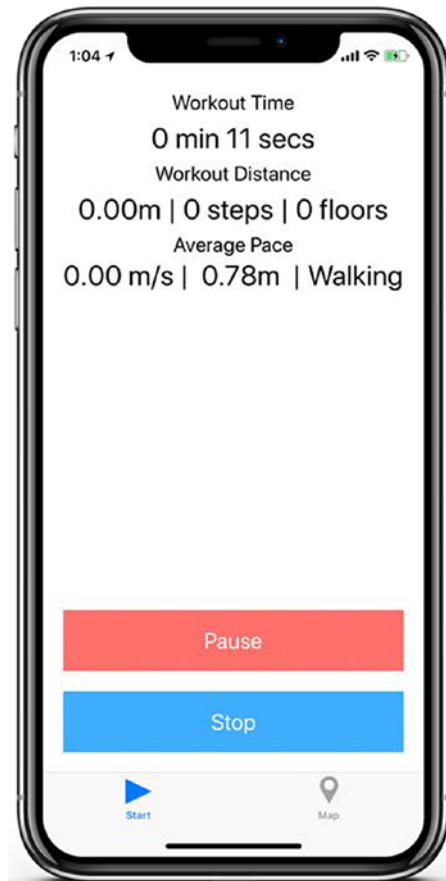 1:04
Workout Time
0 min 11 secs
Workout Distance
0.00m | 0 steps | 0 floors
Average Pace
0.00 m/s | 0.78m | Walking
Pause
Stop
Start
Map